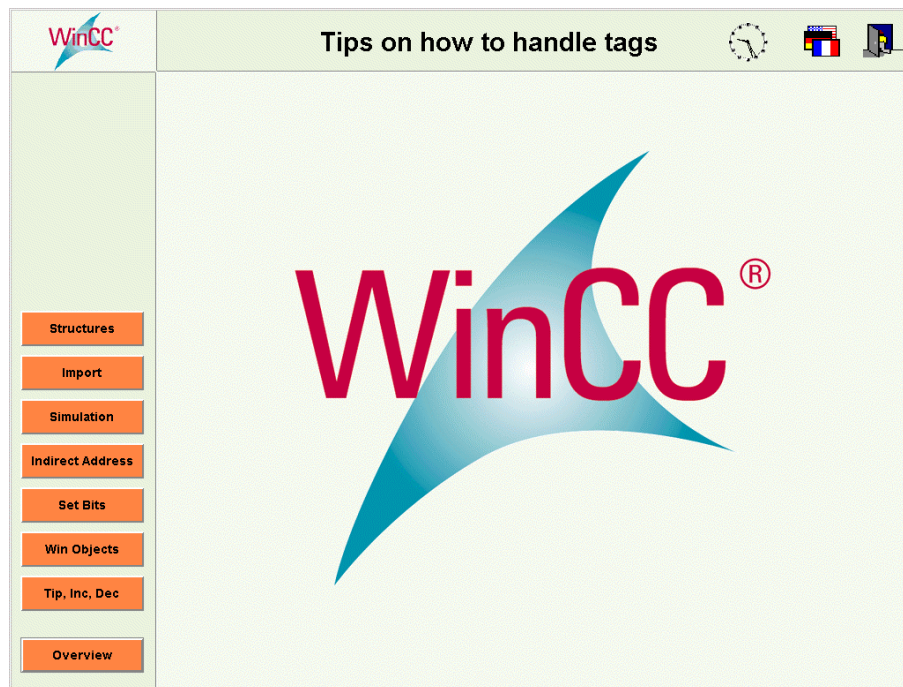 WinCC®
Tips on how to handle tags
WinCC®
Structures
Import
Simulation
Indirect Address
Set Bits
Win Objects
Tip, Inc, Dec
Overview